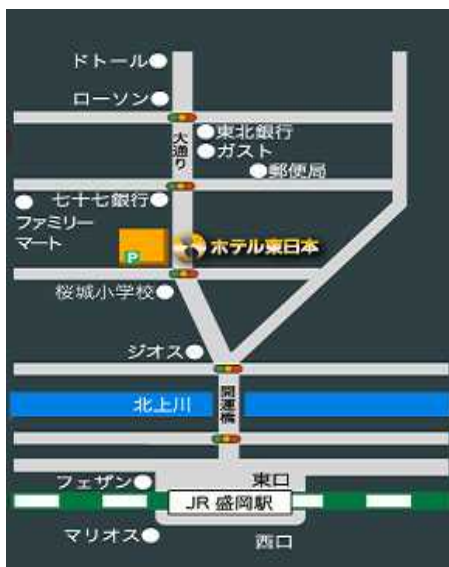 ドトール
ローソン
大通り
東北銀行
ガスト
郵便局
七十七銀行
ファミリー
マート
P
ホテル東日本
桜城小学校
ジオス
開運橋
北上川
フェザン
東口
JR 盛岡駅
マリオス
西口